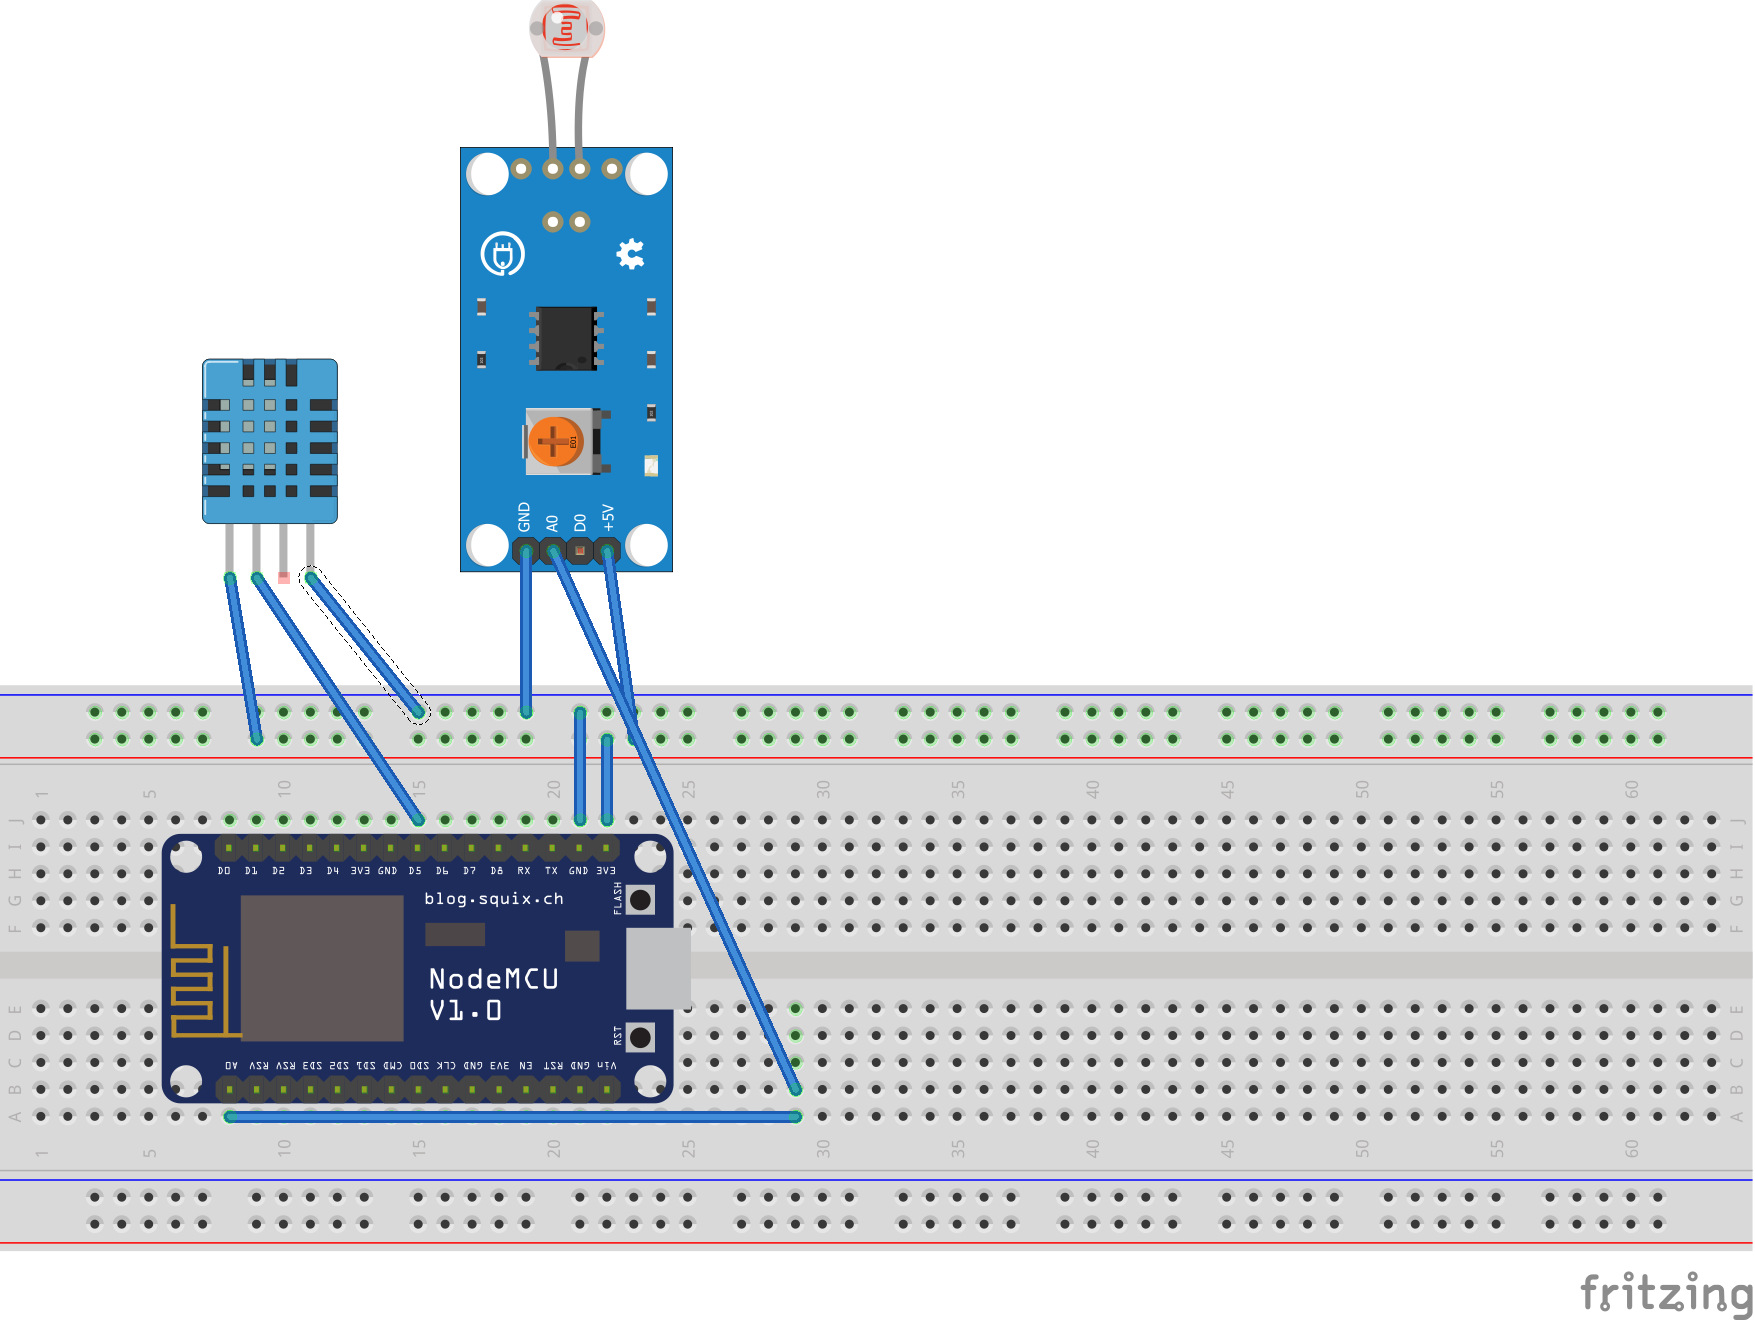 E01
GND A0 D0 +5V
1 5 10 15 20 25 30 35 40 45 50 55 60
J J
I I
H H
G G
F F
D0 D1 D2 D3 D4 3V3 GND D5 D6 D7 D8 RX TX GND 3V3
blog.squix.ch
FLASH
NodeMCU
V1.0
RST
A0 RSV RSV SD3 SD2 SD1 CMD SD0 CLK GND 3V3 EN RST GND Vin
E E
D D
C C
B B
A A
1 5 10 15 20 25 30 35 40 45 50 55 60
fritzing